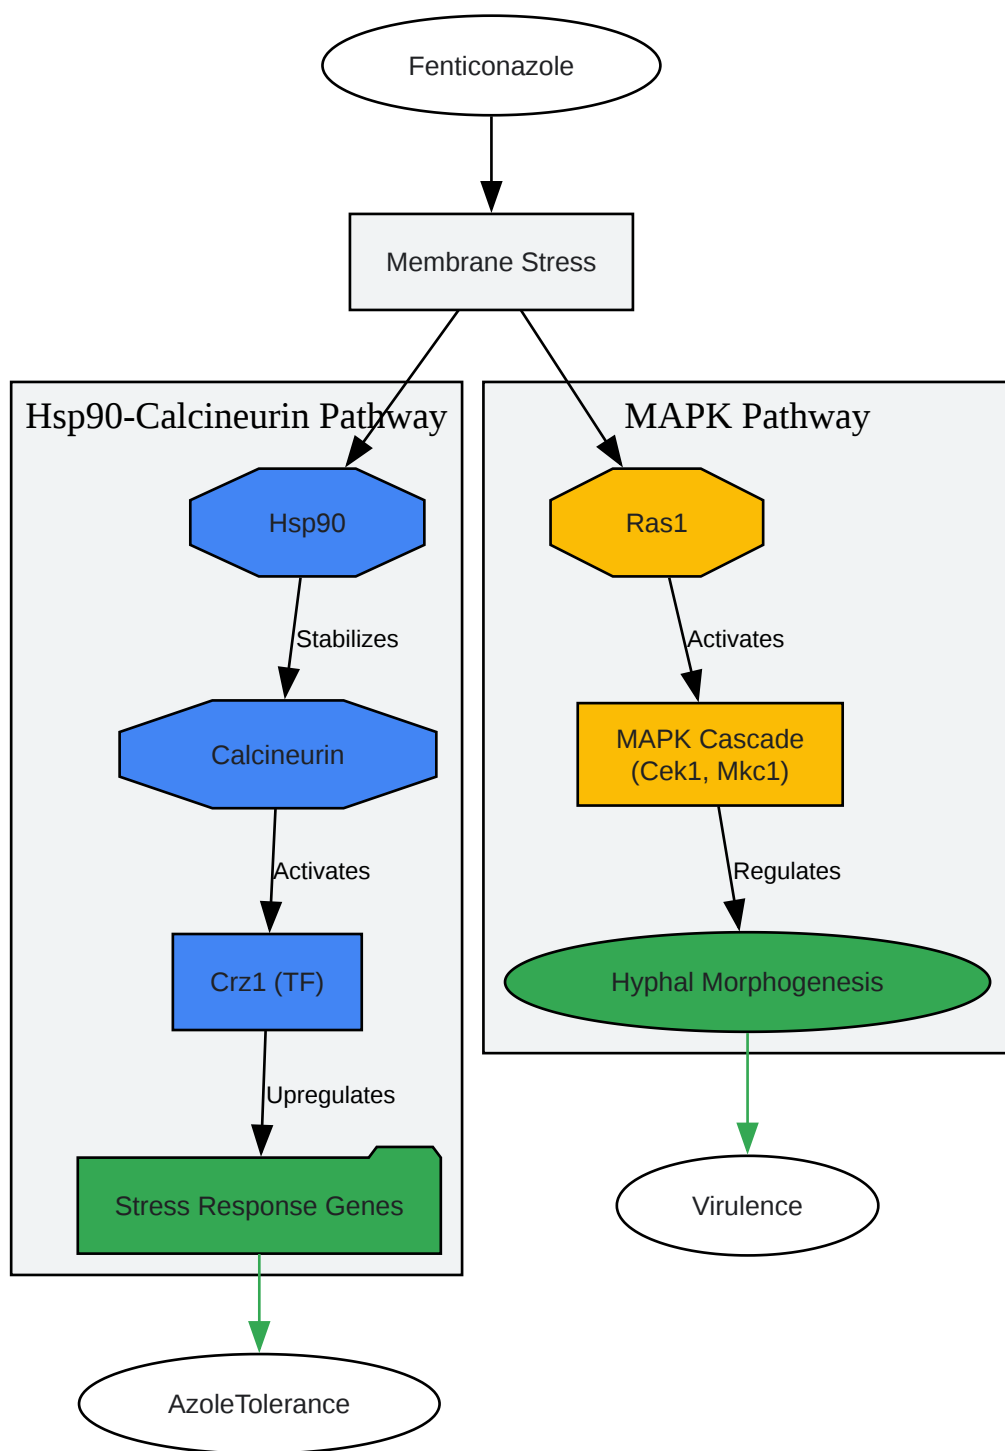 Fenticonazole
Membrane Stress
Hsp90-Calcineurin Pathway
Hsp90
Stabilizes
Calcineurin
Activates
Crz1 (TF)
Upregulates
Stress Response Genes
AzoleTolerance
MAPK Pathway
Ras1
Activates
MAPK Cascade
(Cek1, Mkc1)
Regulates
Hyphal Morphogenesis
Virulence